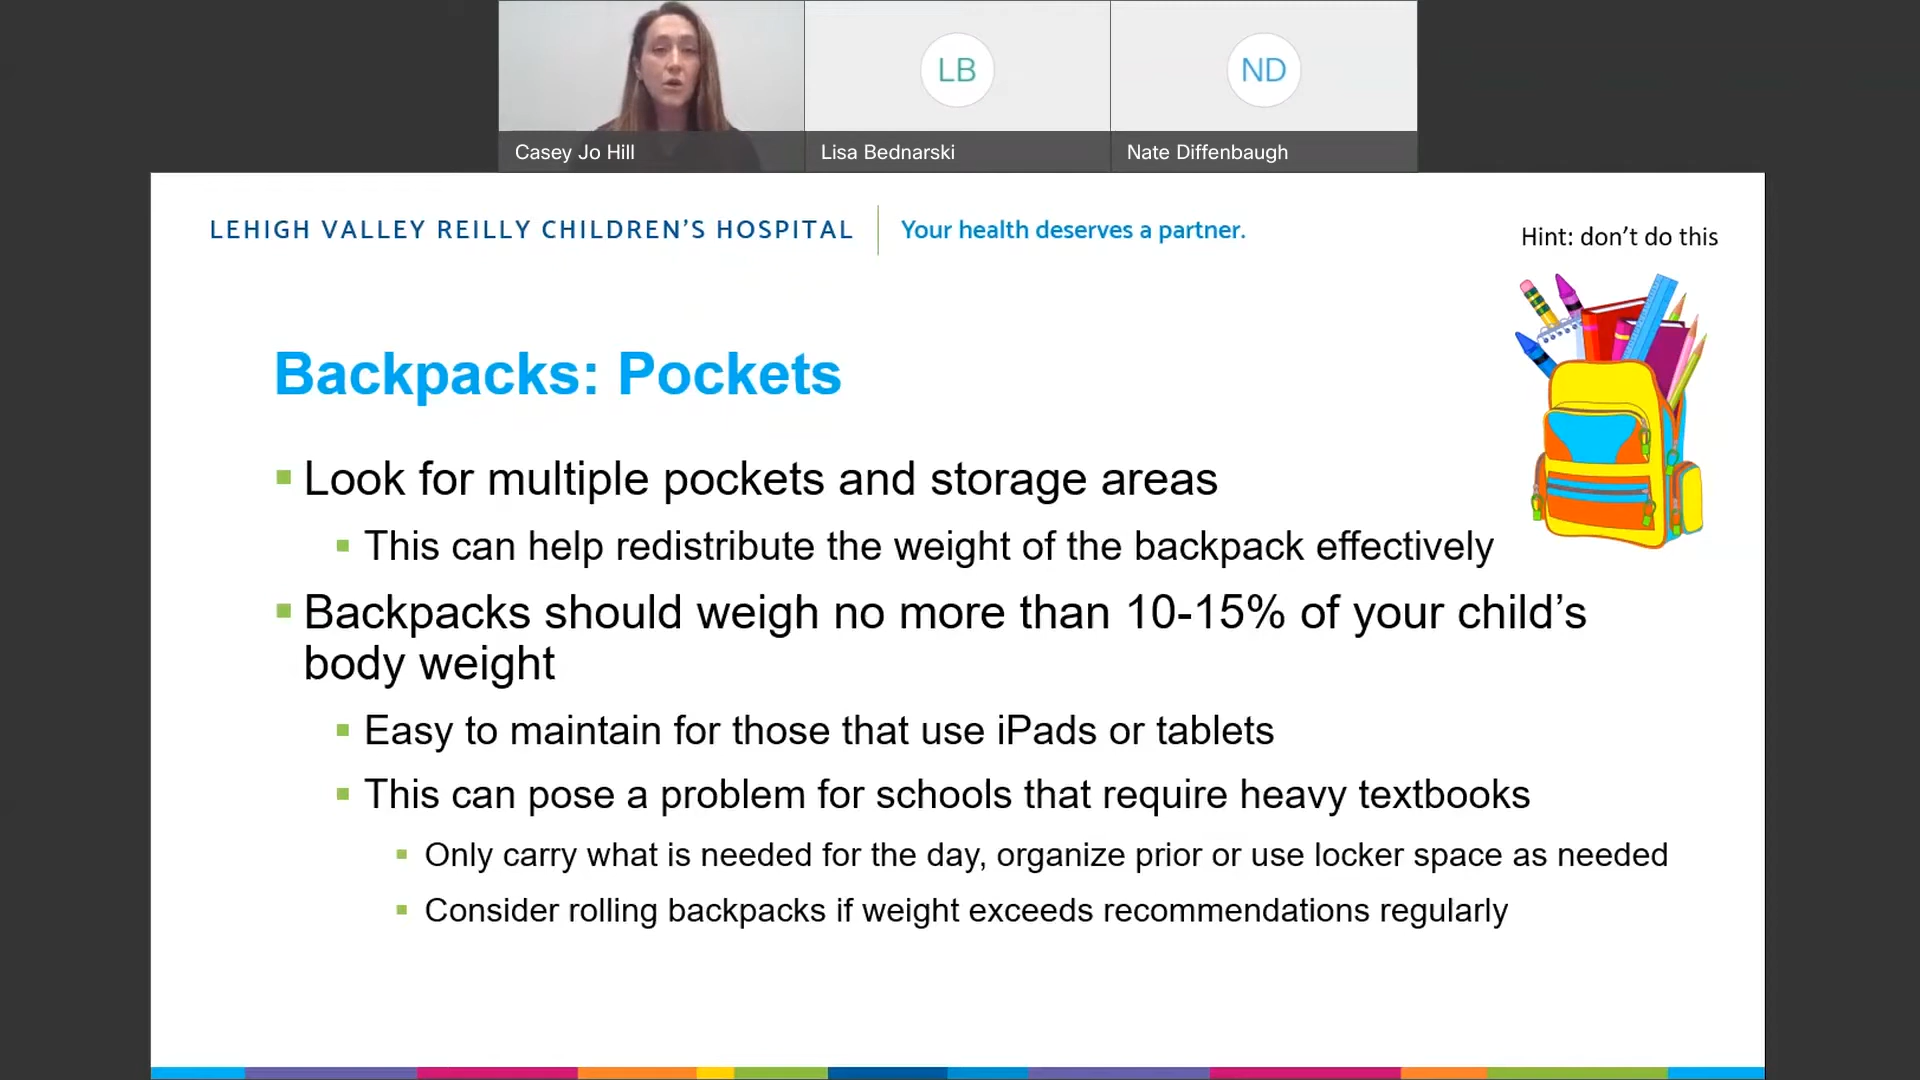 LB
ND
Casey Jo Hill
Lisa Bednarski
Nate Diffenbaugh
LEHIGH VALLEY REILLY CHILDREN'S HOSPITAL
Your health deserves a partner.
Hint: don't do this
Backpacks: Pockets
Look for multiple pockets and storage areas
This can help redistribute the weight of the backpack effectively
Backpacks should weigh no more than 10-15% of your child's
body weight
Easy to maintain for those that use iPads or tablets
This can pose a problem for schools that require heavy textbooks
Only carry what is needed for the day, organize prior or use locker space as needed
Consider rolling backpacks if weight exceeds recommendations regularly